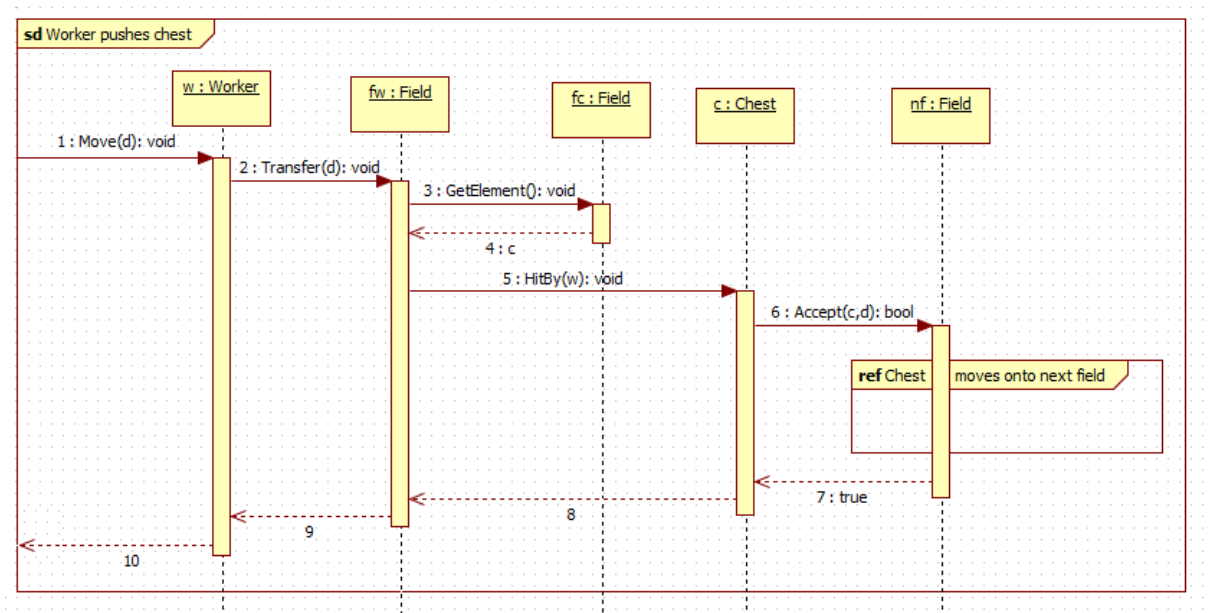 sd Worker pushes chest
w : Worker
fw : Field
fc : Field
c : Chest
nf : Field
1 : Move(d): void
2 : Transfer(d): void
3 : GetElement(): void
4 : c
5 : HitBy(w): void
6 : Accept(c,d): bool
ref Chest moves onto next field
7 : true
8
9
10